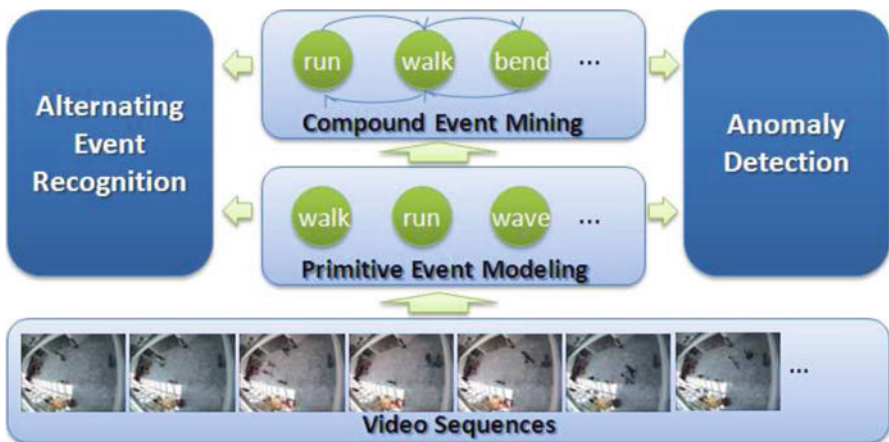 Alternating
Event
Recognition
run walk bend ...
Compound Event Mining
walk run wave ...
Primitive Event Modeling
Anomaly
Detection
...
Video Sequences